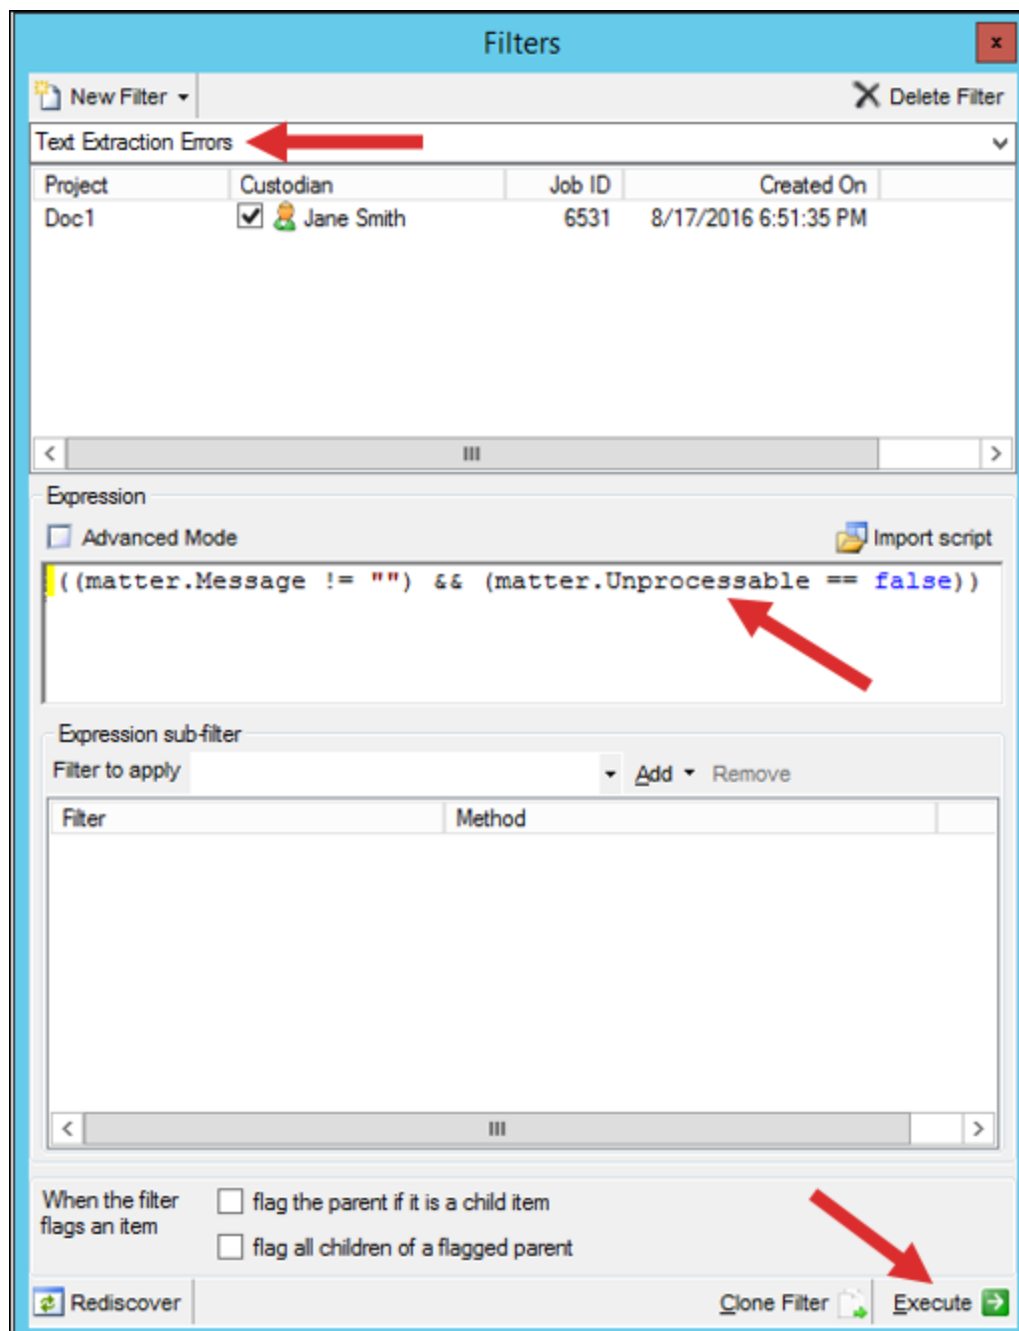 Filters
x
New Filter Delete Filter
Text Extraction Errors
Project Custodian Job ID Created On
Doc1 Jane Smith 6531 8/17/2016 6:51:35 PM
Expression
Advanced Mode Import script
((matter.Message != "") && (matter.Unprocessable == false))
Expression sub-filter
Filter to apply Add Remove
Filter Method
When the filter flag the parent if it is a child item
flags an item
flag all children of a flagged parent
Rediscover Clone Filter Execute